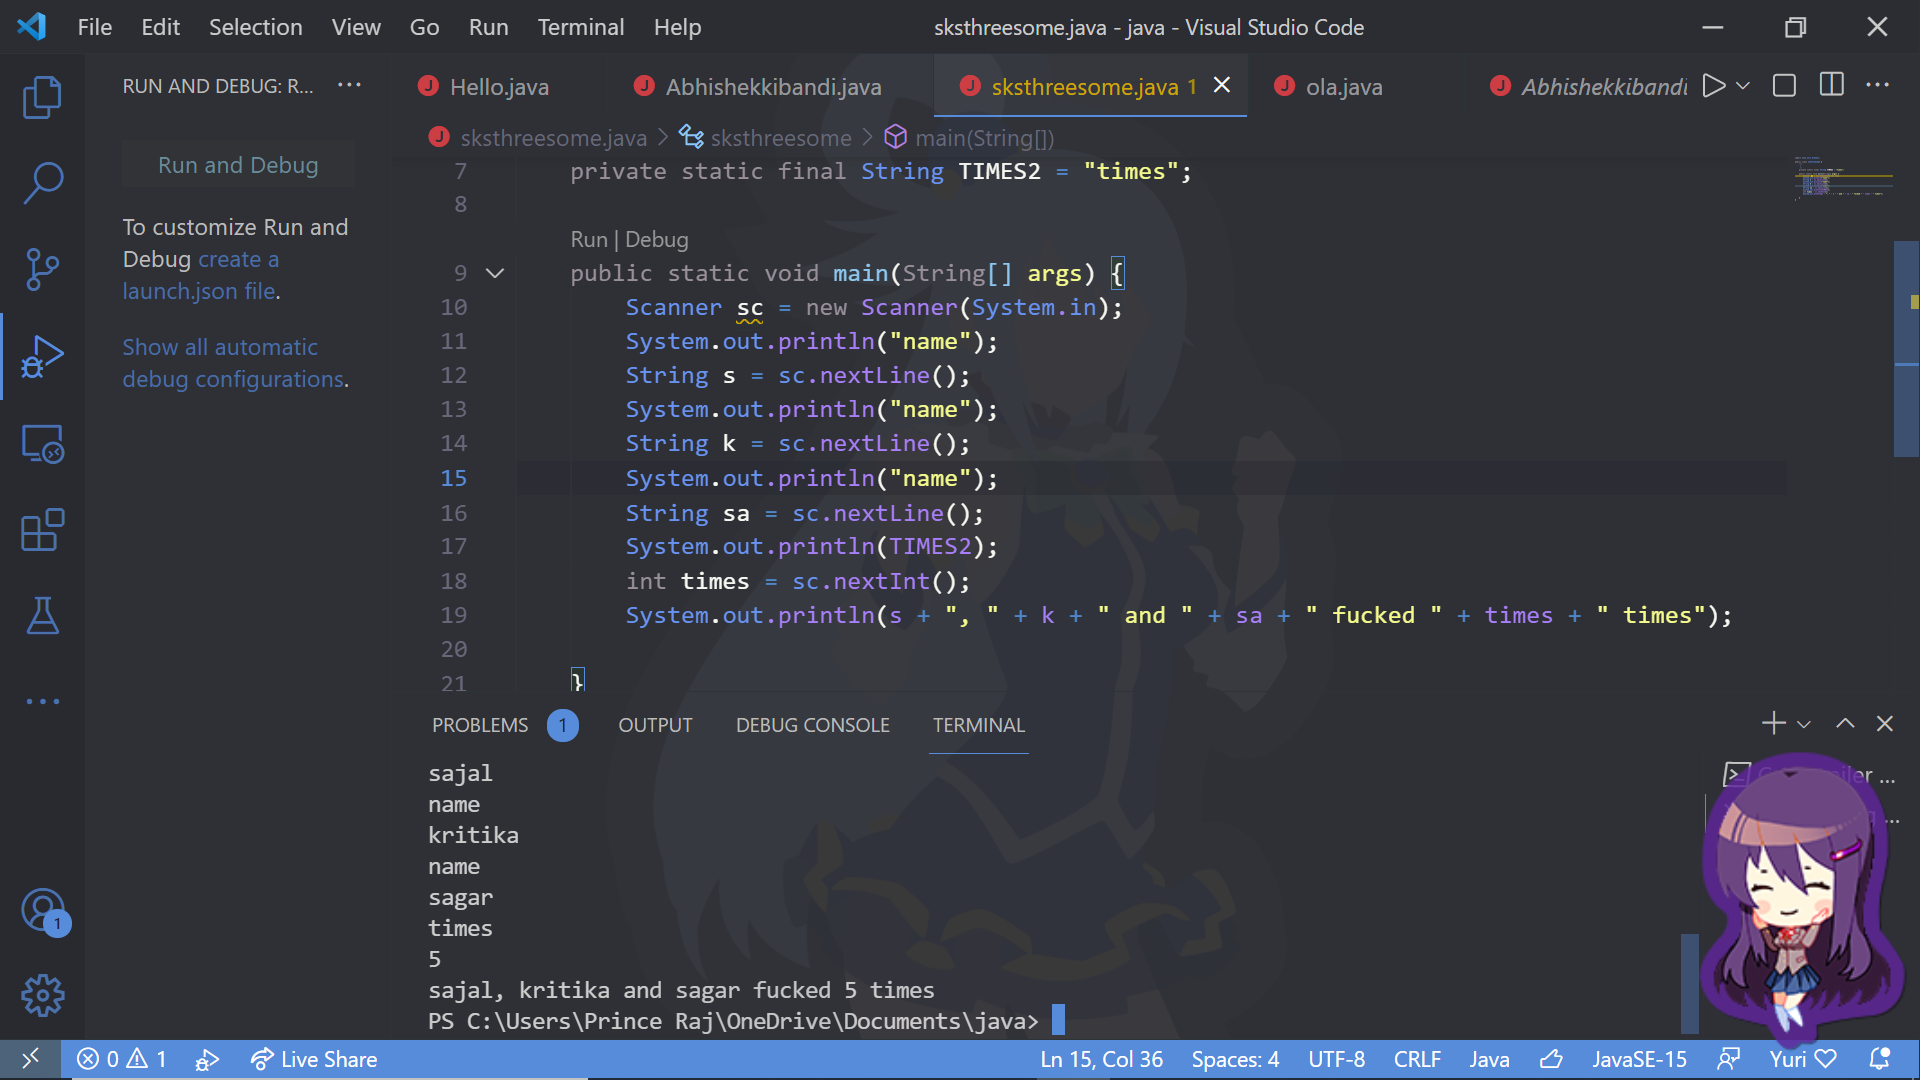 File Edit Selection View Go Run Terminal Help
sksthreesome.java - java - Visual Studio Code
RUN AND DEBUG: R... ...
Hello.java Abhishekkibandi.java sksthreesome.java 1 ola.java Abhishekkibandi
sksthreesome.java > sksthreesome > main(String[])
Run and Debug
To customize Run and
Debug create a
launch.json file.
Show all automatic
debug configurations.
7 private static final String TIMES2 = "times";
8
Run | Debug
9 public static void main(String[] args) {
10 Scanner sc = new Scanner(System.in);
11 System.out.println("name");
12 String s = sc.nextLine();
13 System.out.println("name");
14 String k = sc.nextLine();
15 System.out.println("name");
16 String sa = sc.nextLine();
17 System.out.println(TIMES2);
18 int times = sc.nextInt();
19 System.out.println(s + ", " + k + " and " + sa + " fucked " + times + " times");
20
21 }
PROBLEMS 1 OUTPUT DEBUG CONSOLE TERMINAL
sajal
name
kritika
name
sagar
times
5
sajal, kritika and sagar fucked 5 times
PS C:\Users\Prince Raj\OneDrive\Documents\java>
1
0 1 Live Share
Ln 15, Col 36 Spaces: 4 UTF-8 CRLF Java JavaSE-15 Yuri